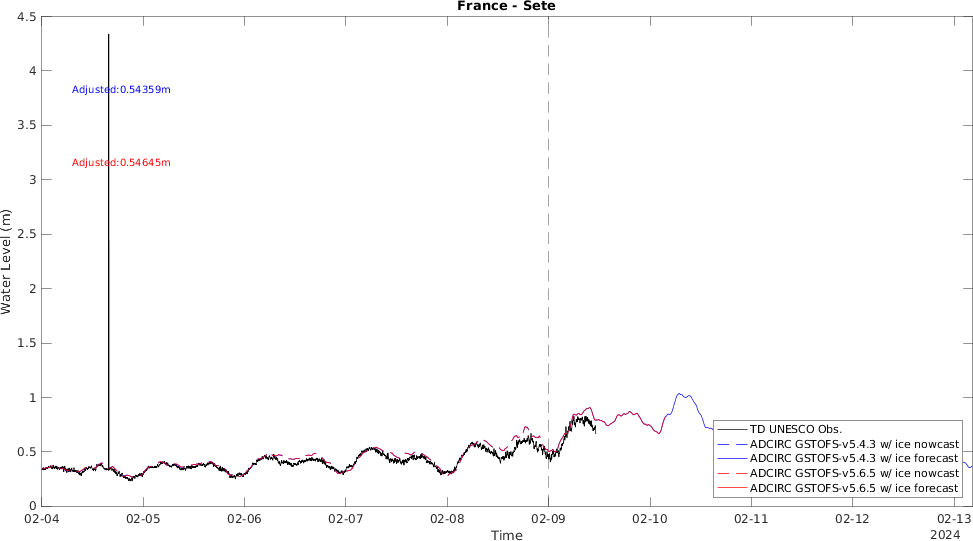 France - Sete
4.5
4
3.5
3
2.5
2
1.5
1
0.5
0
Water Level (m)
Adjusted:0.54359m
Adjusted:0.54645m
TD UNESCO Obs.
ADCIRC GSTOFS-v5.4.3 w/ ice nowcast
ADCIRC GSTOFS-v5.4.3 w/ ice forecast
ADCIRC GSTOFS-v5.6.5 w/ ice nowcast
ADCIRC GSTOFS-v5.6.5 w/ ice forecast
02-04 02-05 02-06 02-07 02-08 02-09 02-10 02-11 02-12 02-13
Time
2024